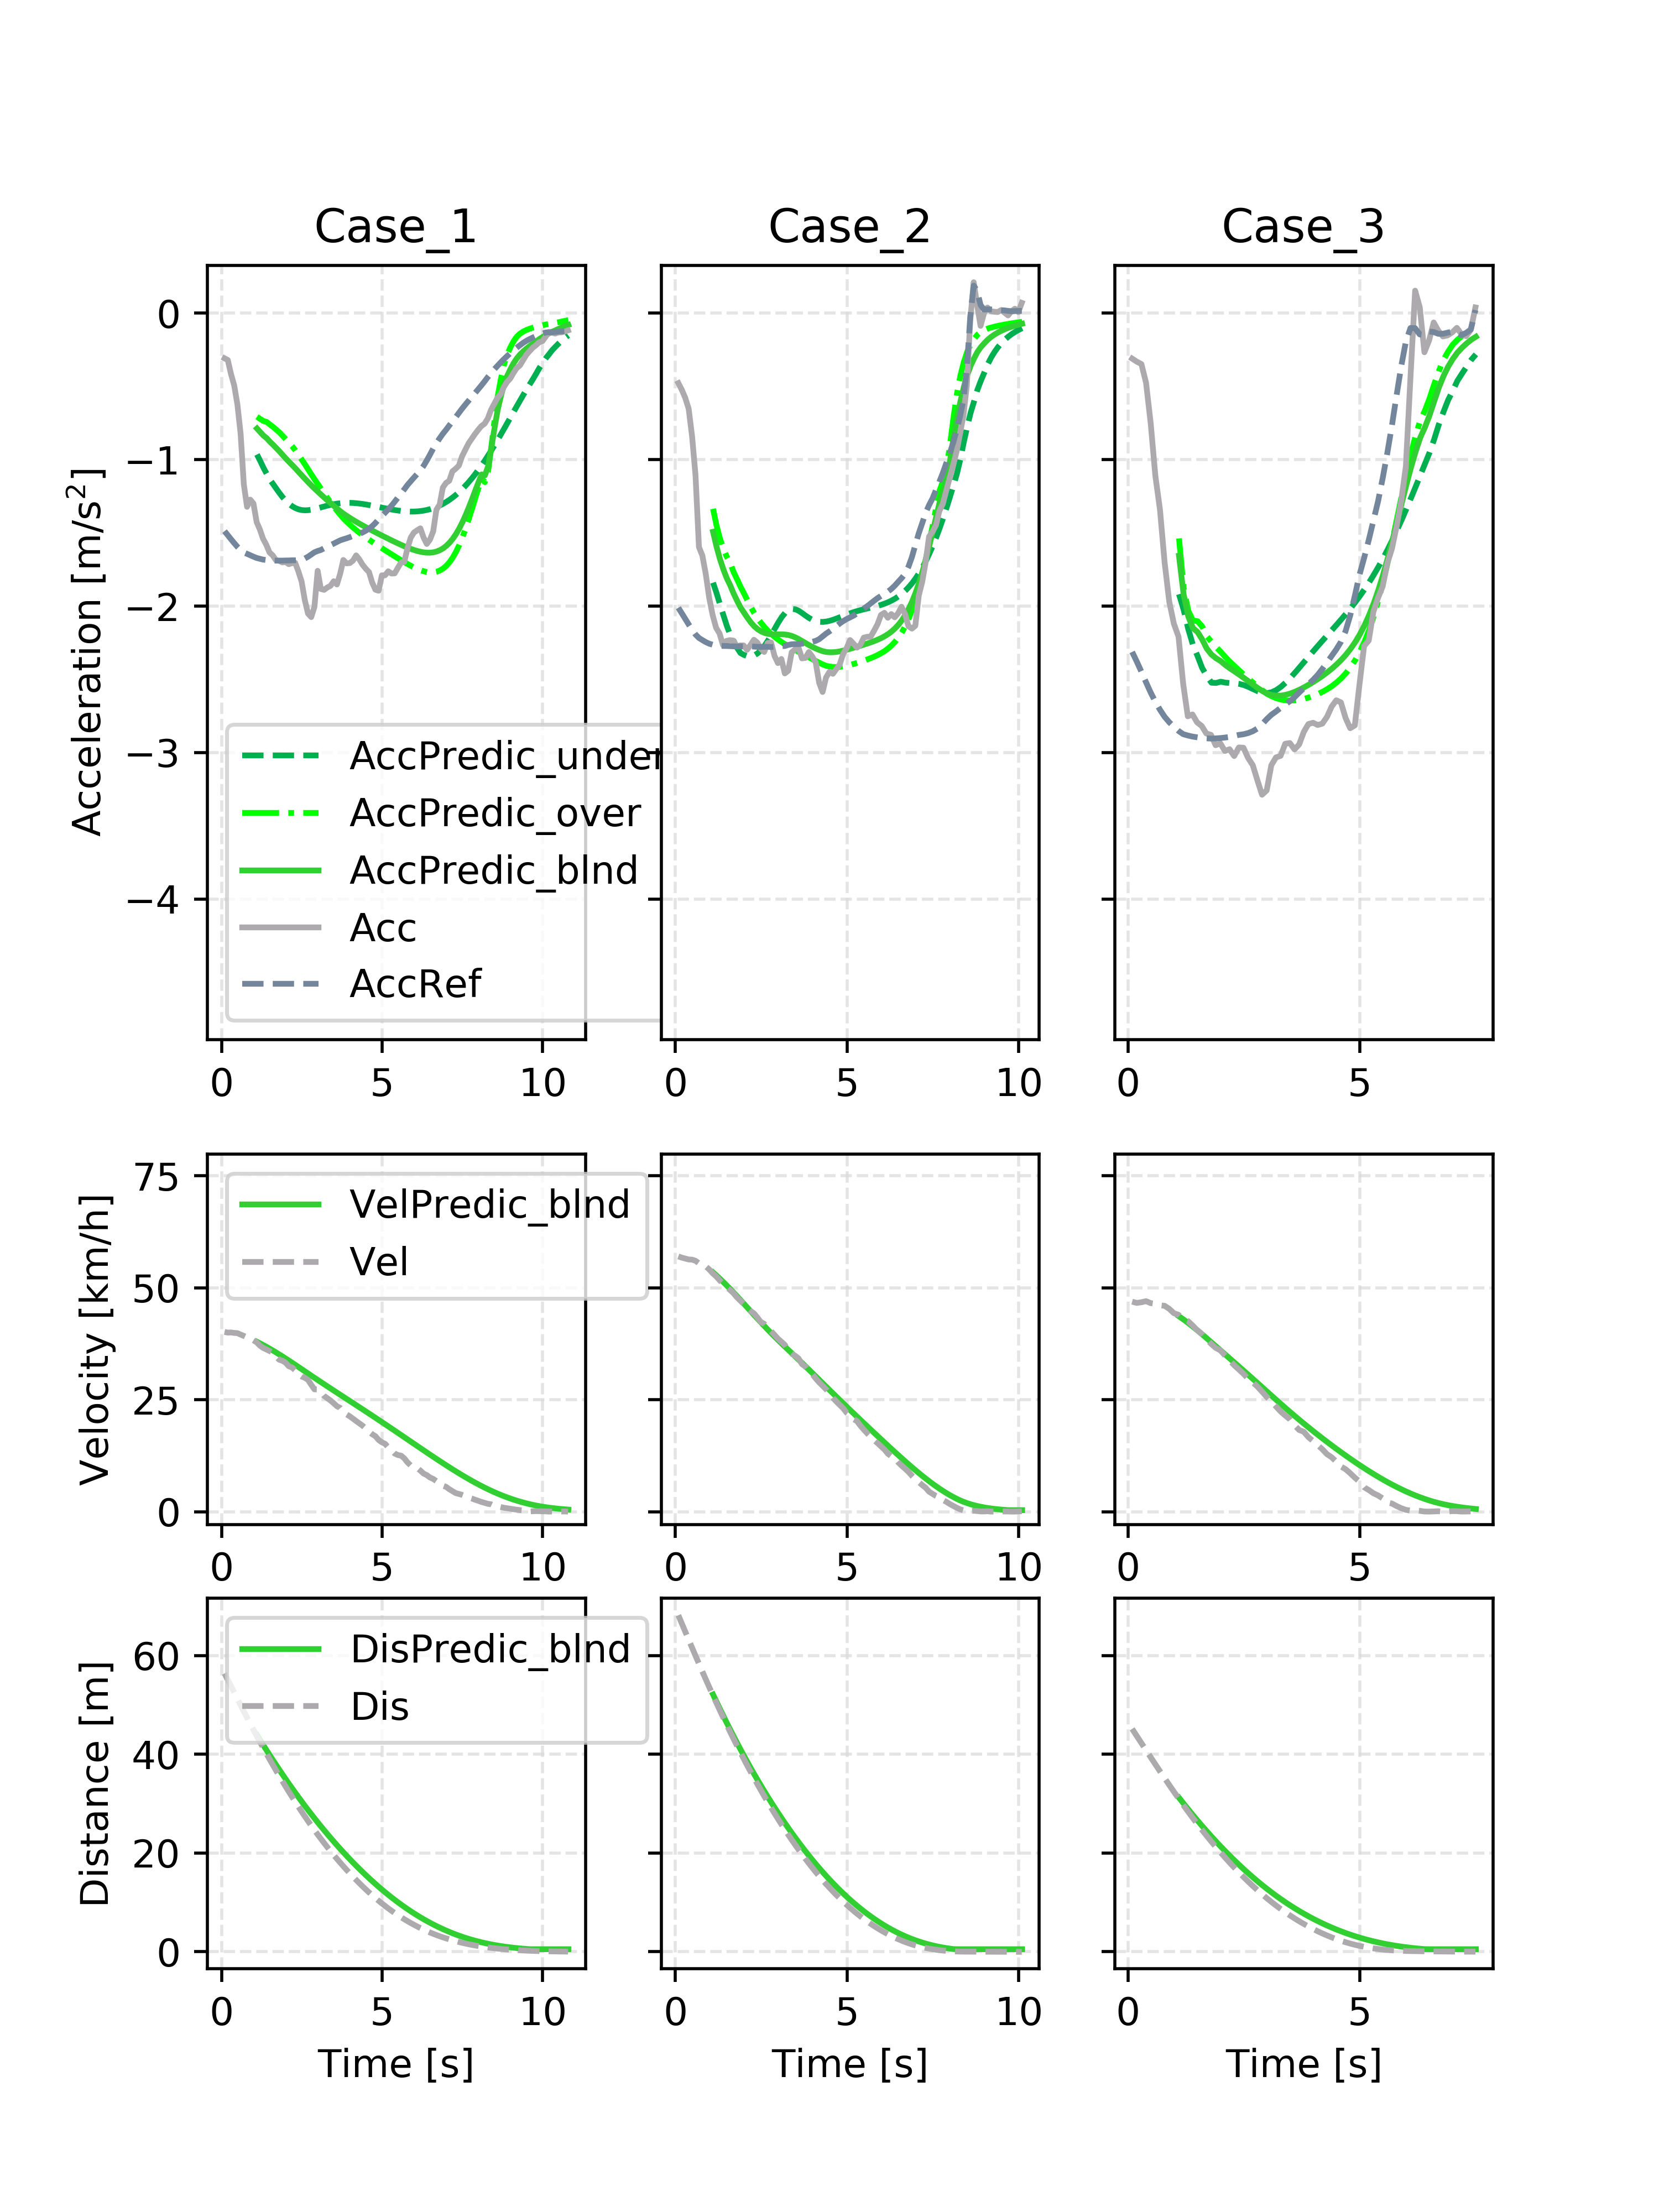 Case_1 Case_2 Case_3
Acceleration [m/s²]
0
−1
−2
−3
−4
AccPredic_under
AccPredic_over
AccPredic_blnd
Acc
AccRef
0 5 10 0 5 10 0 5
Velocity [km/h]
75
50
25
0
VelPredic_blnd
Vel
0 5 10 0 5 10 0 5
Distance [m]
60
40
20
0
DisPredic_blnd
Dis
0 5 10 0 5 10 0 5
Time [s] Time [s] Time [s]